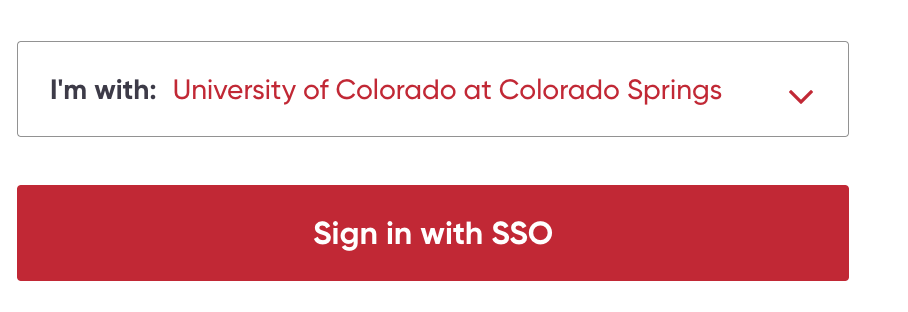 I'm with: University of Colorado at Colorado Springs
Sign in with SSO